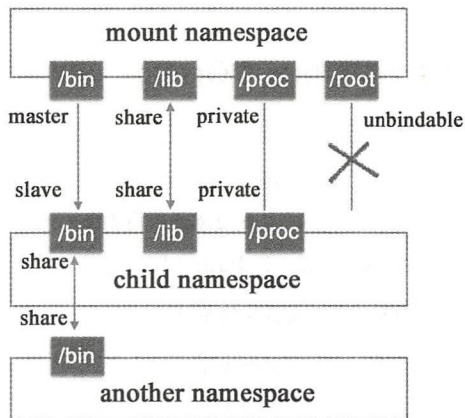 mount namespace
/bin /lib /proc /root
master share private unbindable
slave share private
/bin /lib /proc
share
child namespace
share
/bin
another namespace